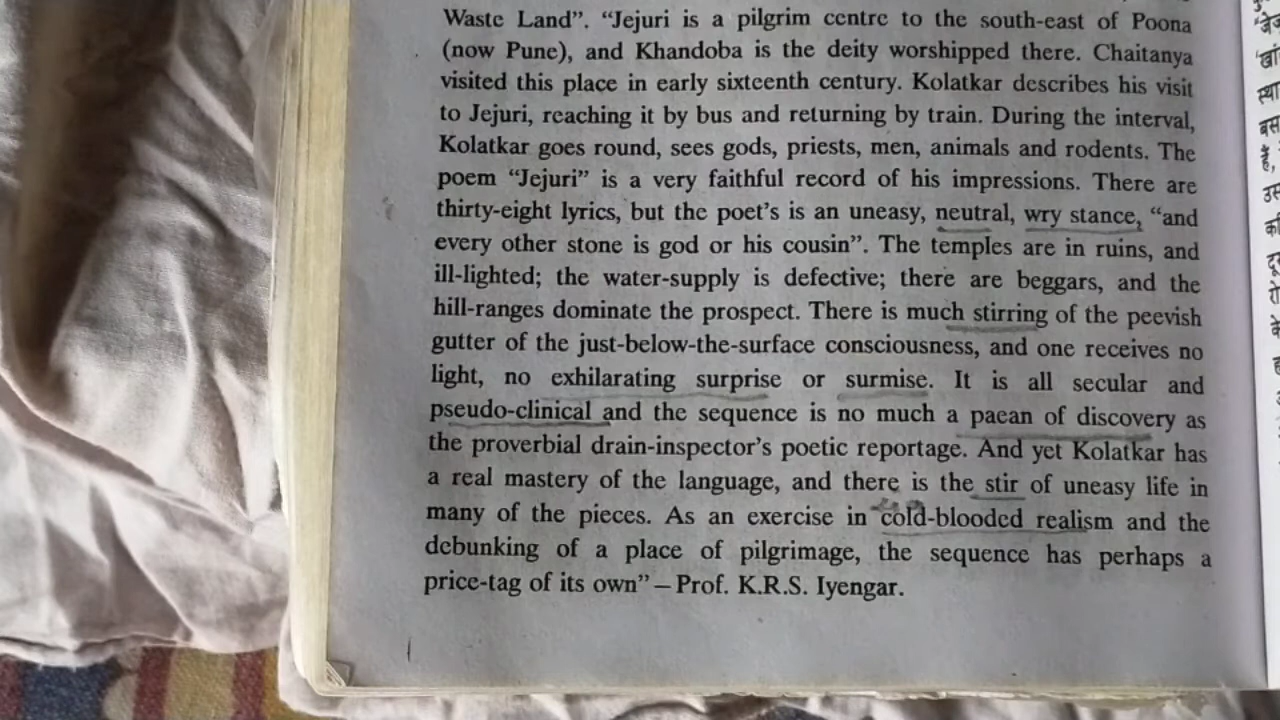 Waste Land". "Jejuri is a pilgrim centre to the south-east of Poona
(now Pune), and Khandoba is the deity worshipped there. Chaitanya
visited this place in early sixteenth century. Kolatkar describes his visit
to Jejuri, reaching it by bus and returning by train. During the interval,
Kolatkar goes round, sees gods, priests, men, animals and rodents. The
poem "Jejuri" is a very faithful record of his impressions. There are
thirty-eight lyrics, but the poet's is an uneasy, neutral, wry stance, "and
every other stone is god or his cousin". The temples are in ruins, and
ill-lighted; the water-supply is defective; there are beggars, and the
hill-ranges dominate the prospect. There is much stirring of the peevish
gutter of the just-below-the-surface consciousness, and one receives no
light, no exhilarating surprise or surmise. It is all secular and
pseudo-clinical and the sequence is no much a paean of discovery as
the proverbial drain-inspector's poetic reportage. And yet Kolatkar has
a real mastery of the language, and there is the stir of uneasy life in
many of the pieces. As an exercise in cold-blooded realism and the
debunking of a place of pilgrimage, the sequence has perhaps a
price-tag of its own" – Prof. K.R.S. Iyengar.